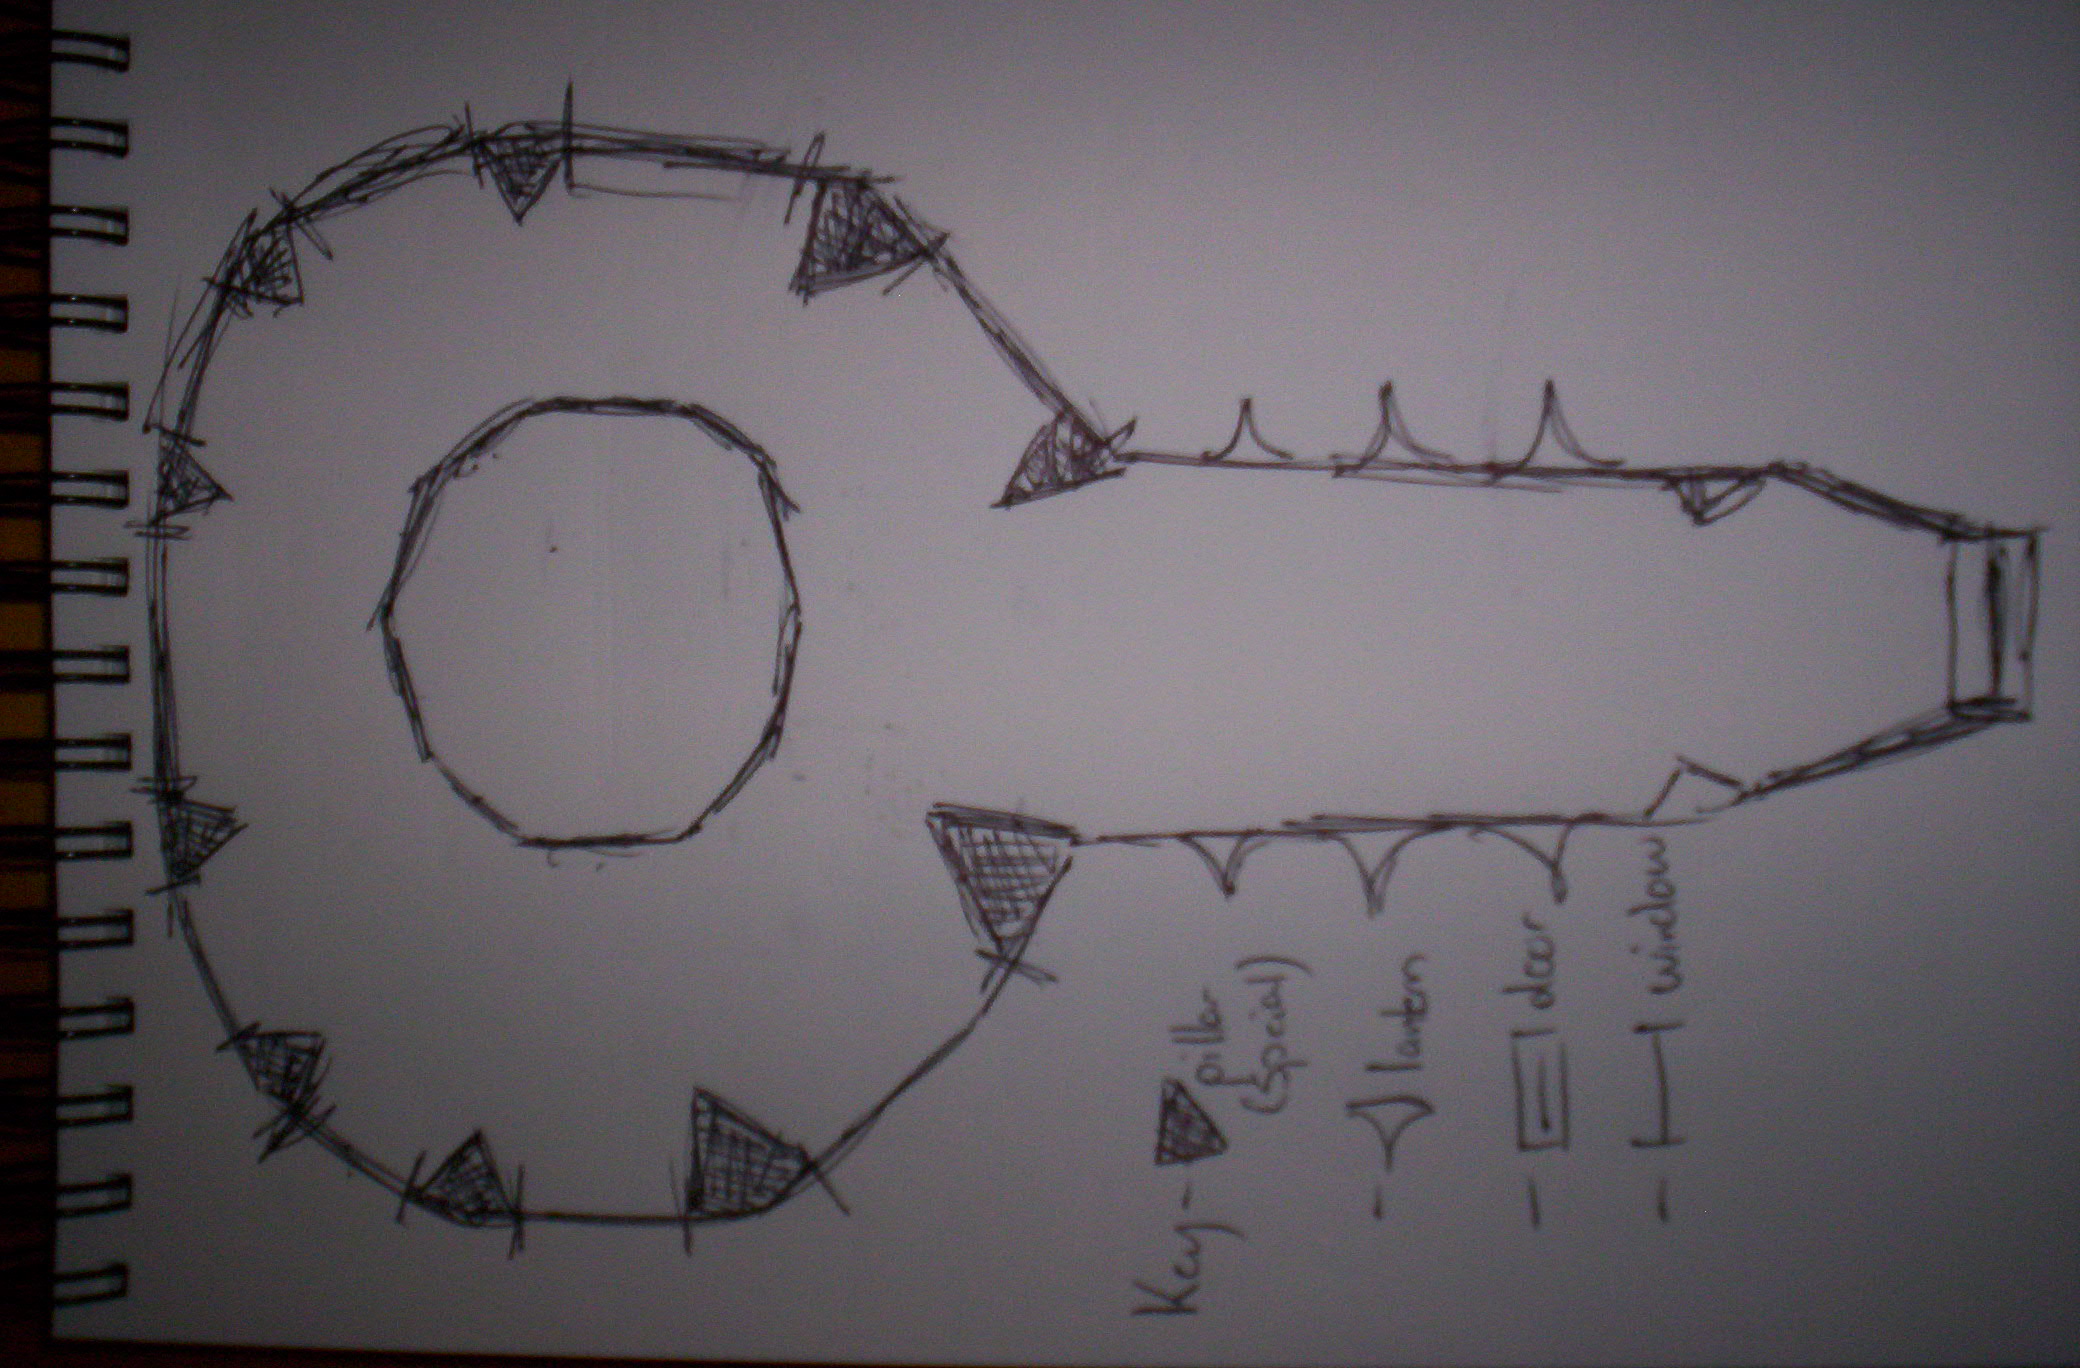 Key - pillar
(Special)
- lantern
- door
- window